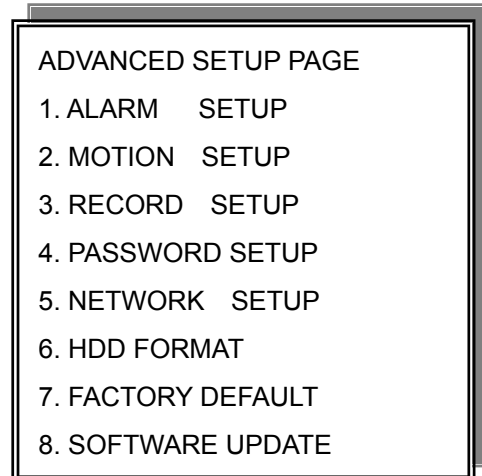 ADVANCED SETUP PAGE
1. ALARM SETUP
2. MOTION SETUP
3. RECORD SETUP
4. PASSWORD SETUP
5. NETWORK SETUP
6. HDD FORMAT
7. FACTORY DEFAULT
8. SOFTWARE UPDATE